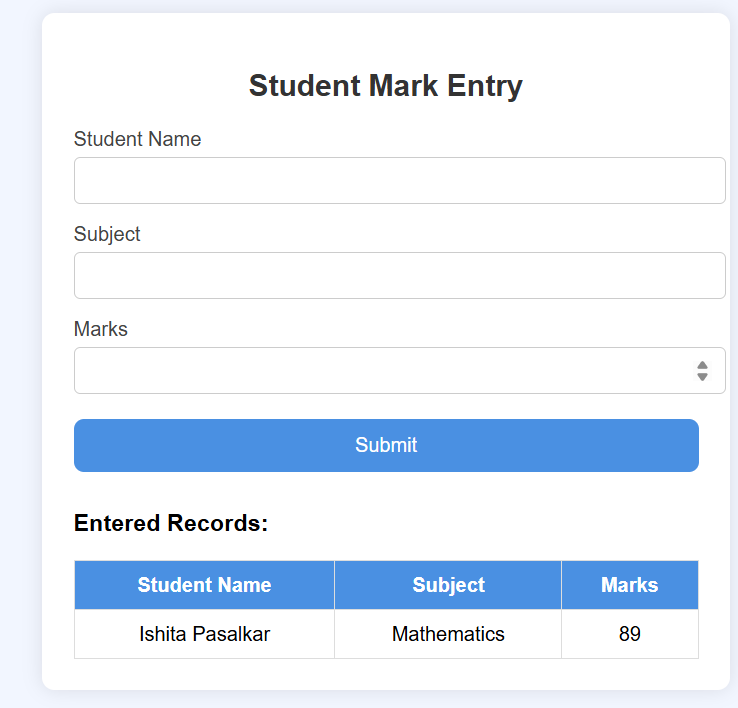 Student Mark Entry
Student Name
Subject
Marks
Submit
Entered Records:
Student Name Subject Marks
Ishita Pasalkar Mathematics 89